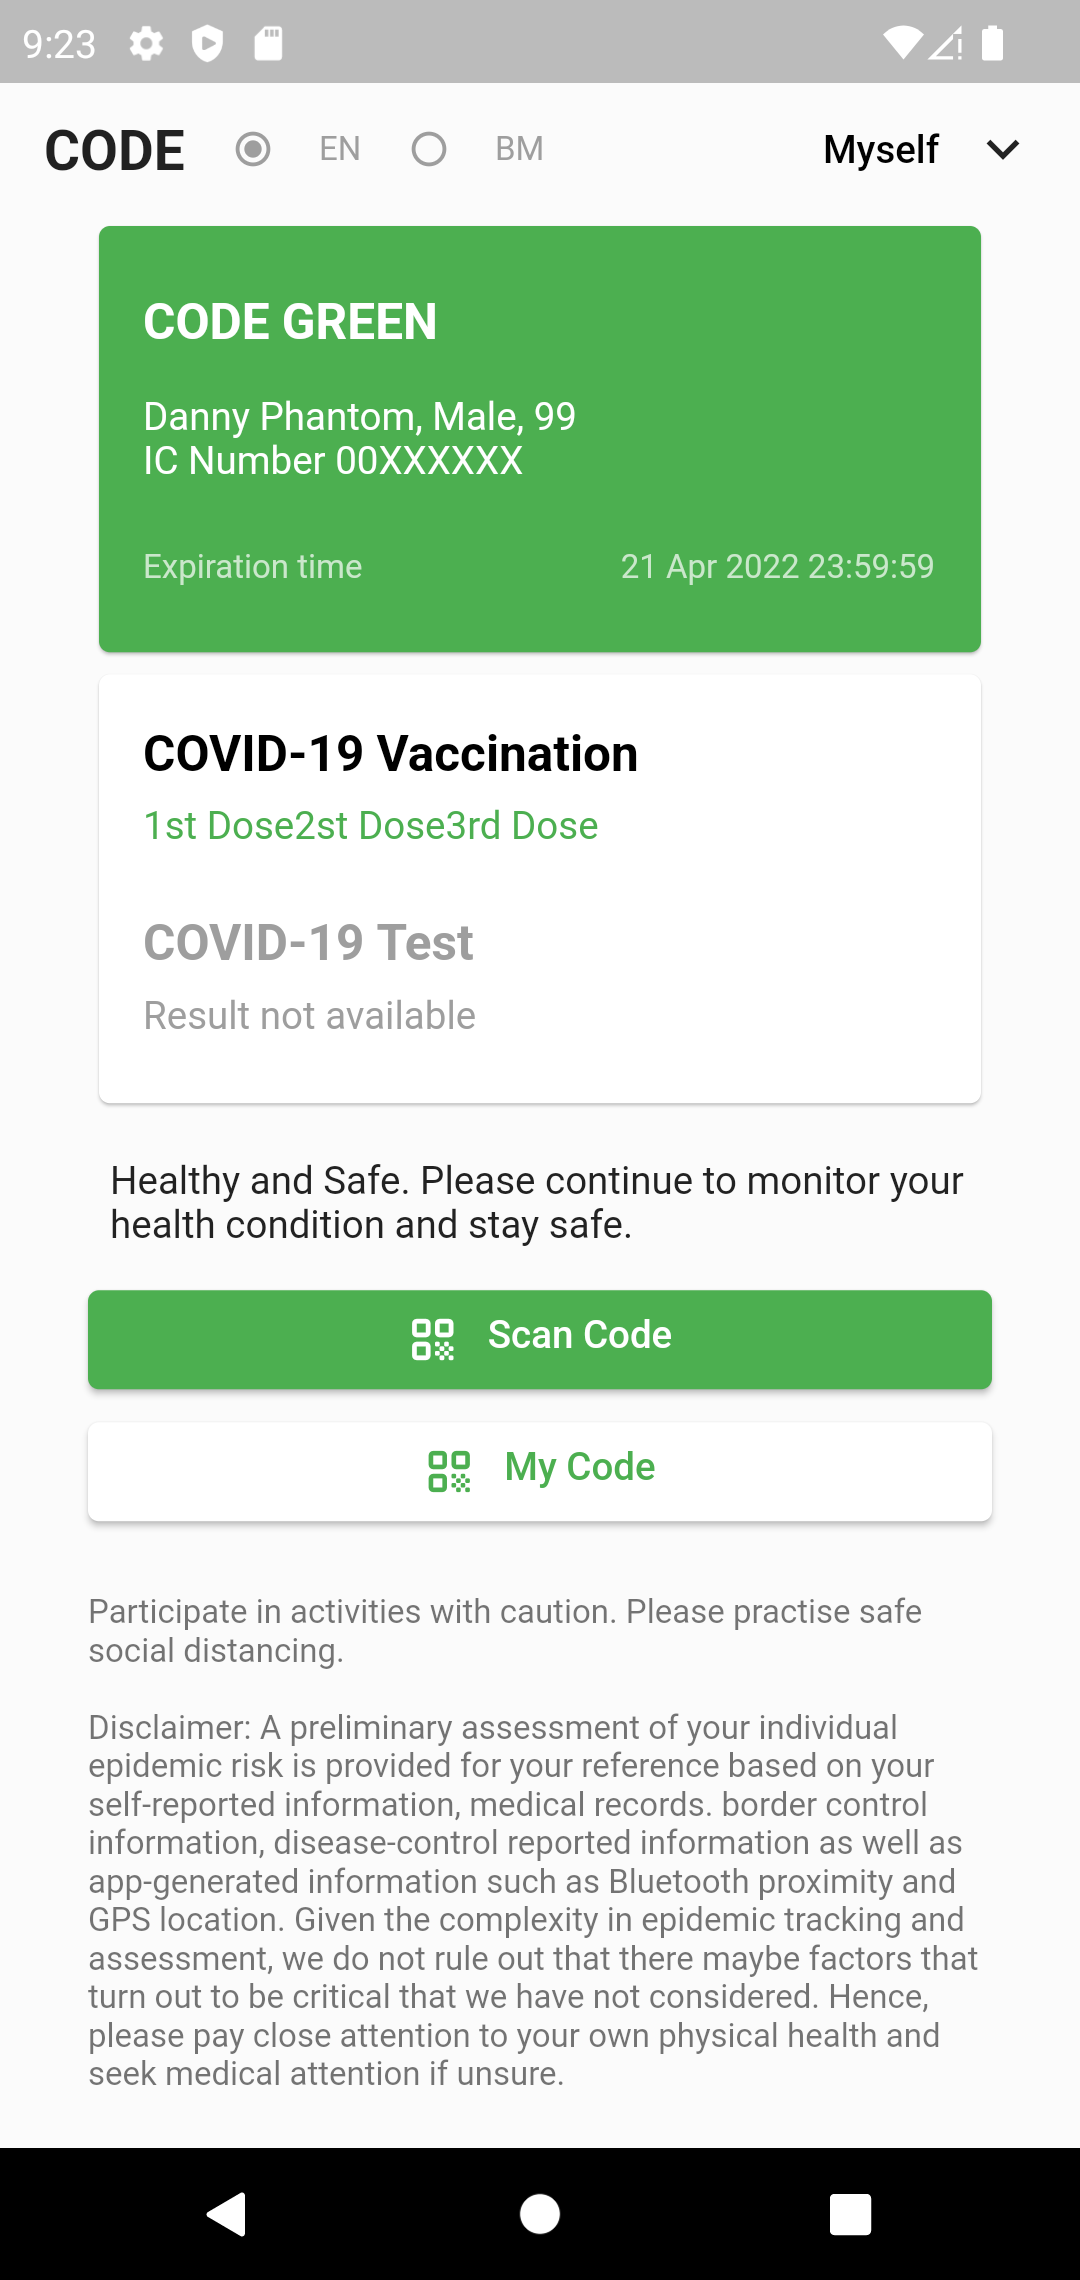 9:23
CODE EN BM Myself
CODE GREEN
Danny Phantom, Male, 99
IC Number 00XXXXXX
Expiration time 21 Apr 2022 23:59:59
COVID-19 Vaccination
1st Dose2st Dose3rd Dose
COVID-19 Test
Result not available
Healthy and Safe. Please continue to monitor your
health condition and stay safe.
Scan Code
My Code
Participate in activities with caution. Please practise safe
social distancing.
Disclaimer: A preliminary assessment of your individual
epidemic risk is provided for your reference based on your
self-reported information, medical records. border control
information, disease-control reported information as well as
app-generated information such as Bluetooth proximity and
GPS location. Given the complexity in epidemic tracking and
assessment, we do not rule out that there maybe factors that
turn out to be critical that we have not considered. Hence,
please pay close attention to your own physical health and
seek medical attention if unsure.